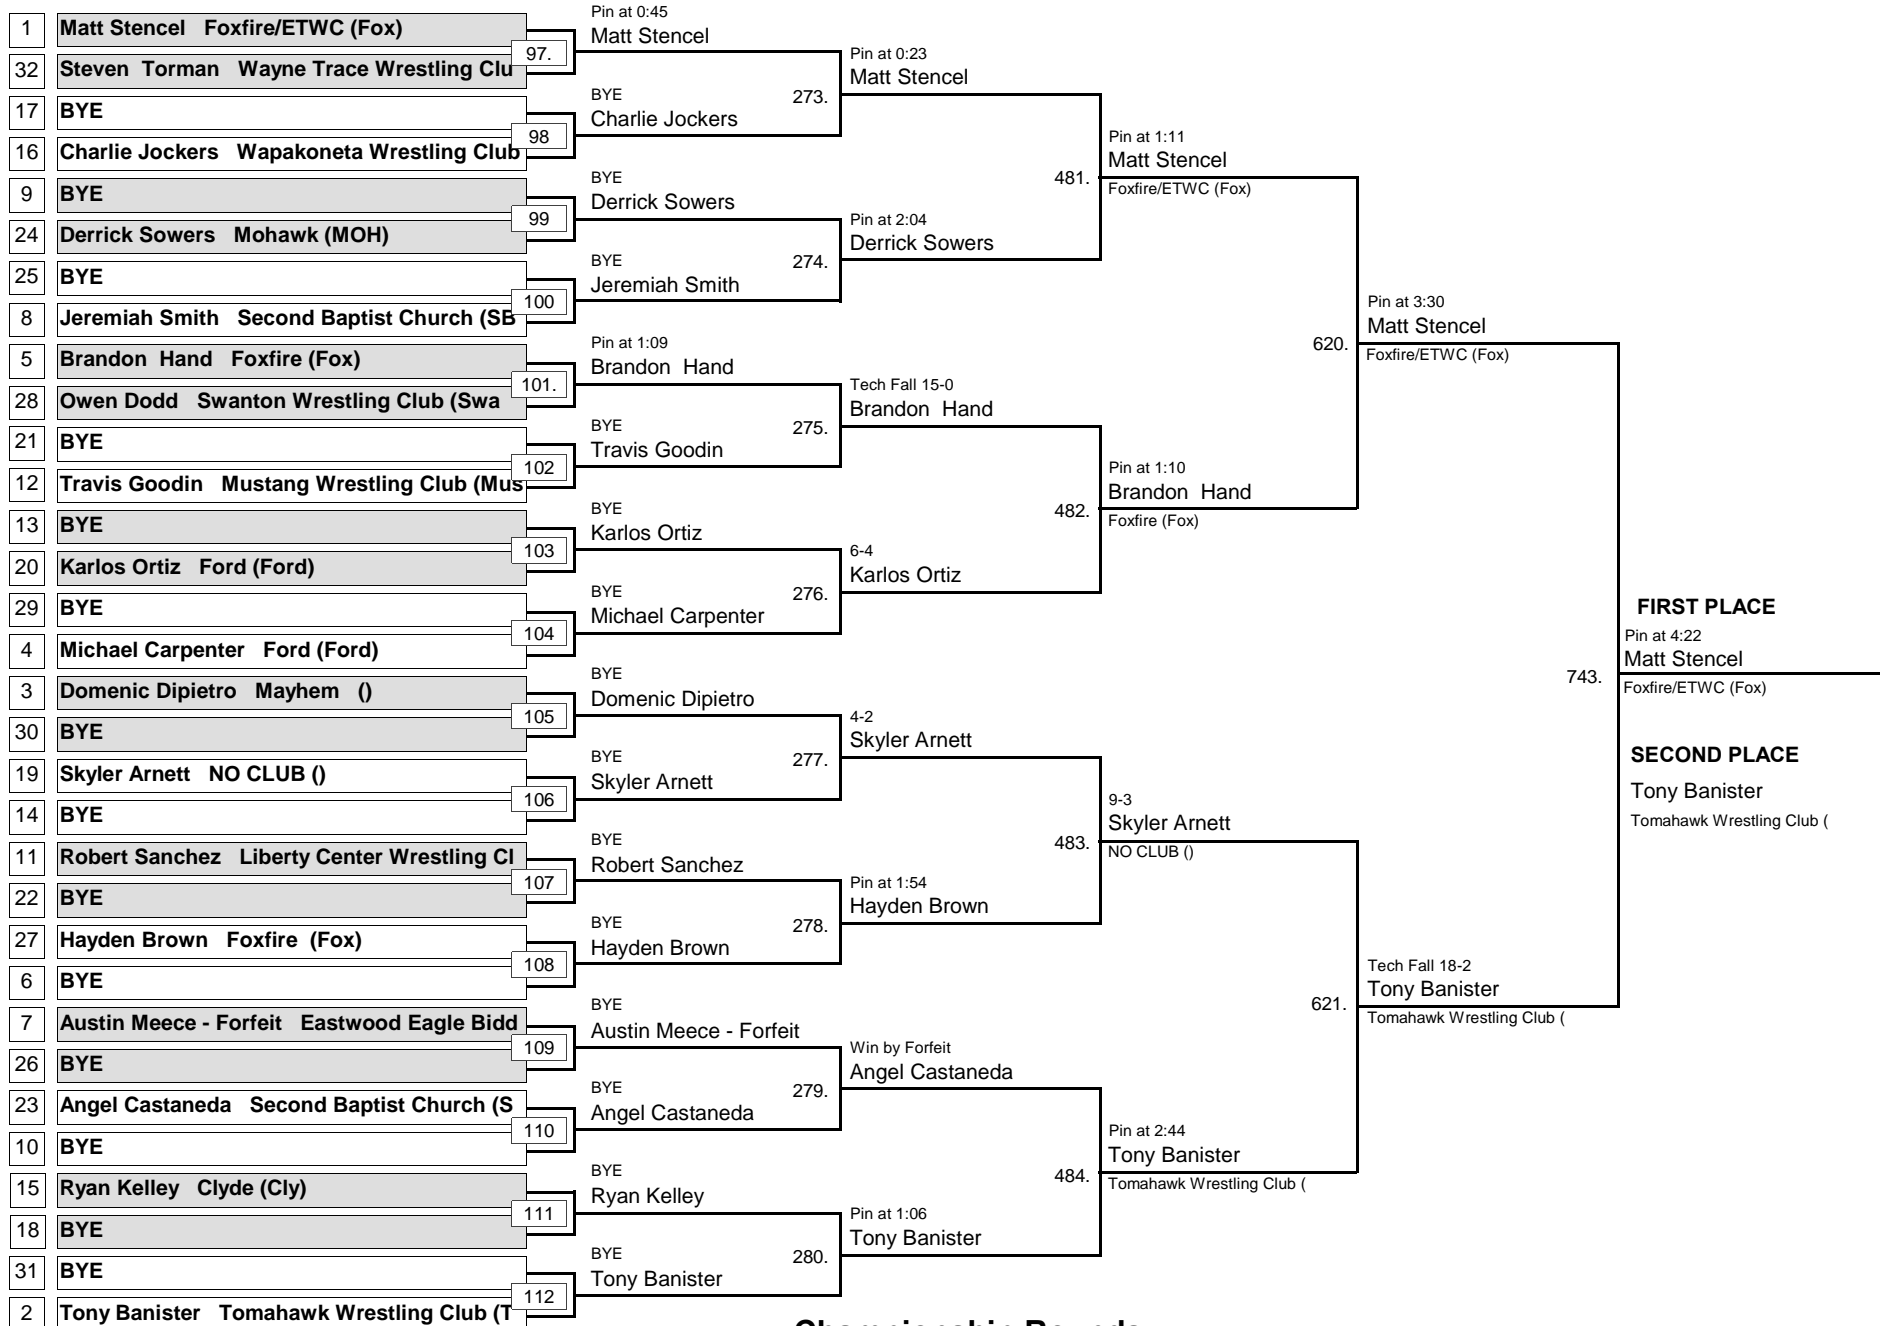 1 Matt Stencel Foxfire/ETWC (Fox)
32 Steven Torman Wayne Trace Wrestling Clu
17 BYE
16 Charlie Jockers Wapakoneta Wrestling Club
9 BYE
24 Derrick Sowers Mohawk (MOH)
25 BYE
8 Jeremiah Smith Second Baptist Church (SB
5 Brandon Hand Foxfire (Fox)
28 Owen Dodd Swanton Wrestling Club (Swa
21 BYE
12 Travis Goodin Mustang Wrestling Club (Mus
13 BYE
20 Karlos Ortiz Ford (Ford)
29 BYE
4 Michael Carpenter Ford (Ford)
3 Domenic Dipietro Mayhem ()
30 BYE
19 Skyler Arnett NO CLUB ()
14 BYE
11 Robert Sanchez Liberty Center Wrestling Cl
22 BYE
27 Hayden Brown Foxfire (Fox)
6 BYE
7 Austin Meece - Forfeit Eastwood Eagle Bidd
26 BYE
23 Angel Castaneda Second Baptist Church (S
10 BYE
15 Ryan Kelley Clyde (Cly)
18 BYE
31 BYE
2 Tony Banister Tomahawk Wrestling Club (T
97.
98
99
100
101.
102
103
104
105
106
107
108
109
110
111
112
Pin at 0:45
Matt Stencel
BYE
Charlie Jockers
BYE
Derrick Sowers
BYE
Jeremiah Smith
Pin at 1:09
Brandon Hand
BYE
Travis Goodin
BYE
Karlos Ortiz
BYE
Michael Carpenter
BYE
Domenic Dipietro
BYE
Skyler Arnett
BYE
Robert Sanchez
BYE
Hayden Brown
BYE
Austin Meece - Forfeit
BYE
Angel Castaneda
BYE
Ryan Kelley
BYE
Tony Banister
273.
274.
275.
276.
277.
278.
279.
280.
Pin at 0:23
Matt Stencel
Pin at 2:04
Derrick Sowers
Tech Fall 15-0
Brandon Hand
6-4
Karlos Ortiz
4-2
Skyler Arnett
Pin at 1:54
Hayden Brown
Win by Forfeit
Angel Castaneda
Pin at 1:06
Tony Banister
481.
482.
483.
484.
Pin at 1:11
Matt Stencel
Foxfire/ETWC (Fox)
Pin at 1:10
Brandon Hand
Foxfire (Fox)
9-3
Skyler Arnett
NO CLUB ()
Pin at 2:44
Tony Banister
Tomahawk Wrestling Club (
620.
621.
Pin at 3:30
Matt Stencel
Foxfire/ETWC (Fox)
Tech Fall 18-2
Tony Banister
Tomahawk Wrestling Club (
743.
FIRST PLACE
Pin at 4:22
Matt Stencel
Foxfire/ETWC (Fox)
SECOND PLACE
Tony Banister
Tomahawk Wrestling Club (
Championship Rounds